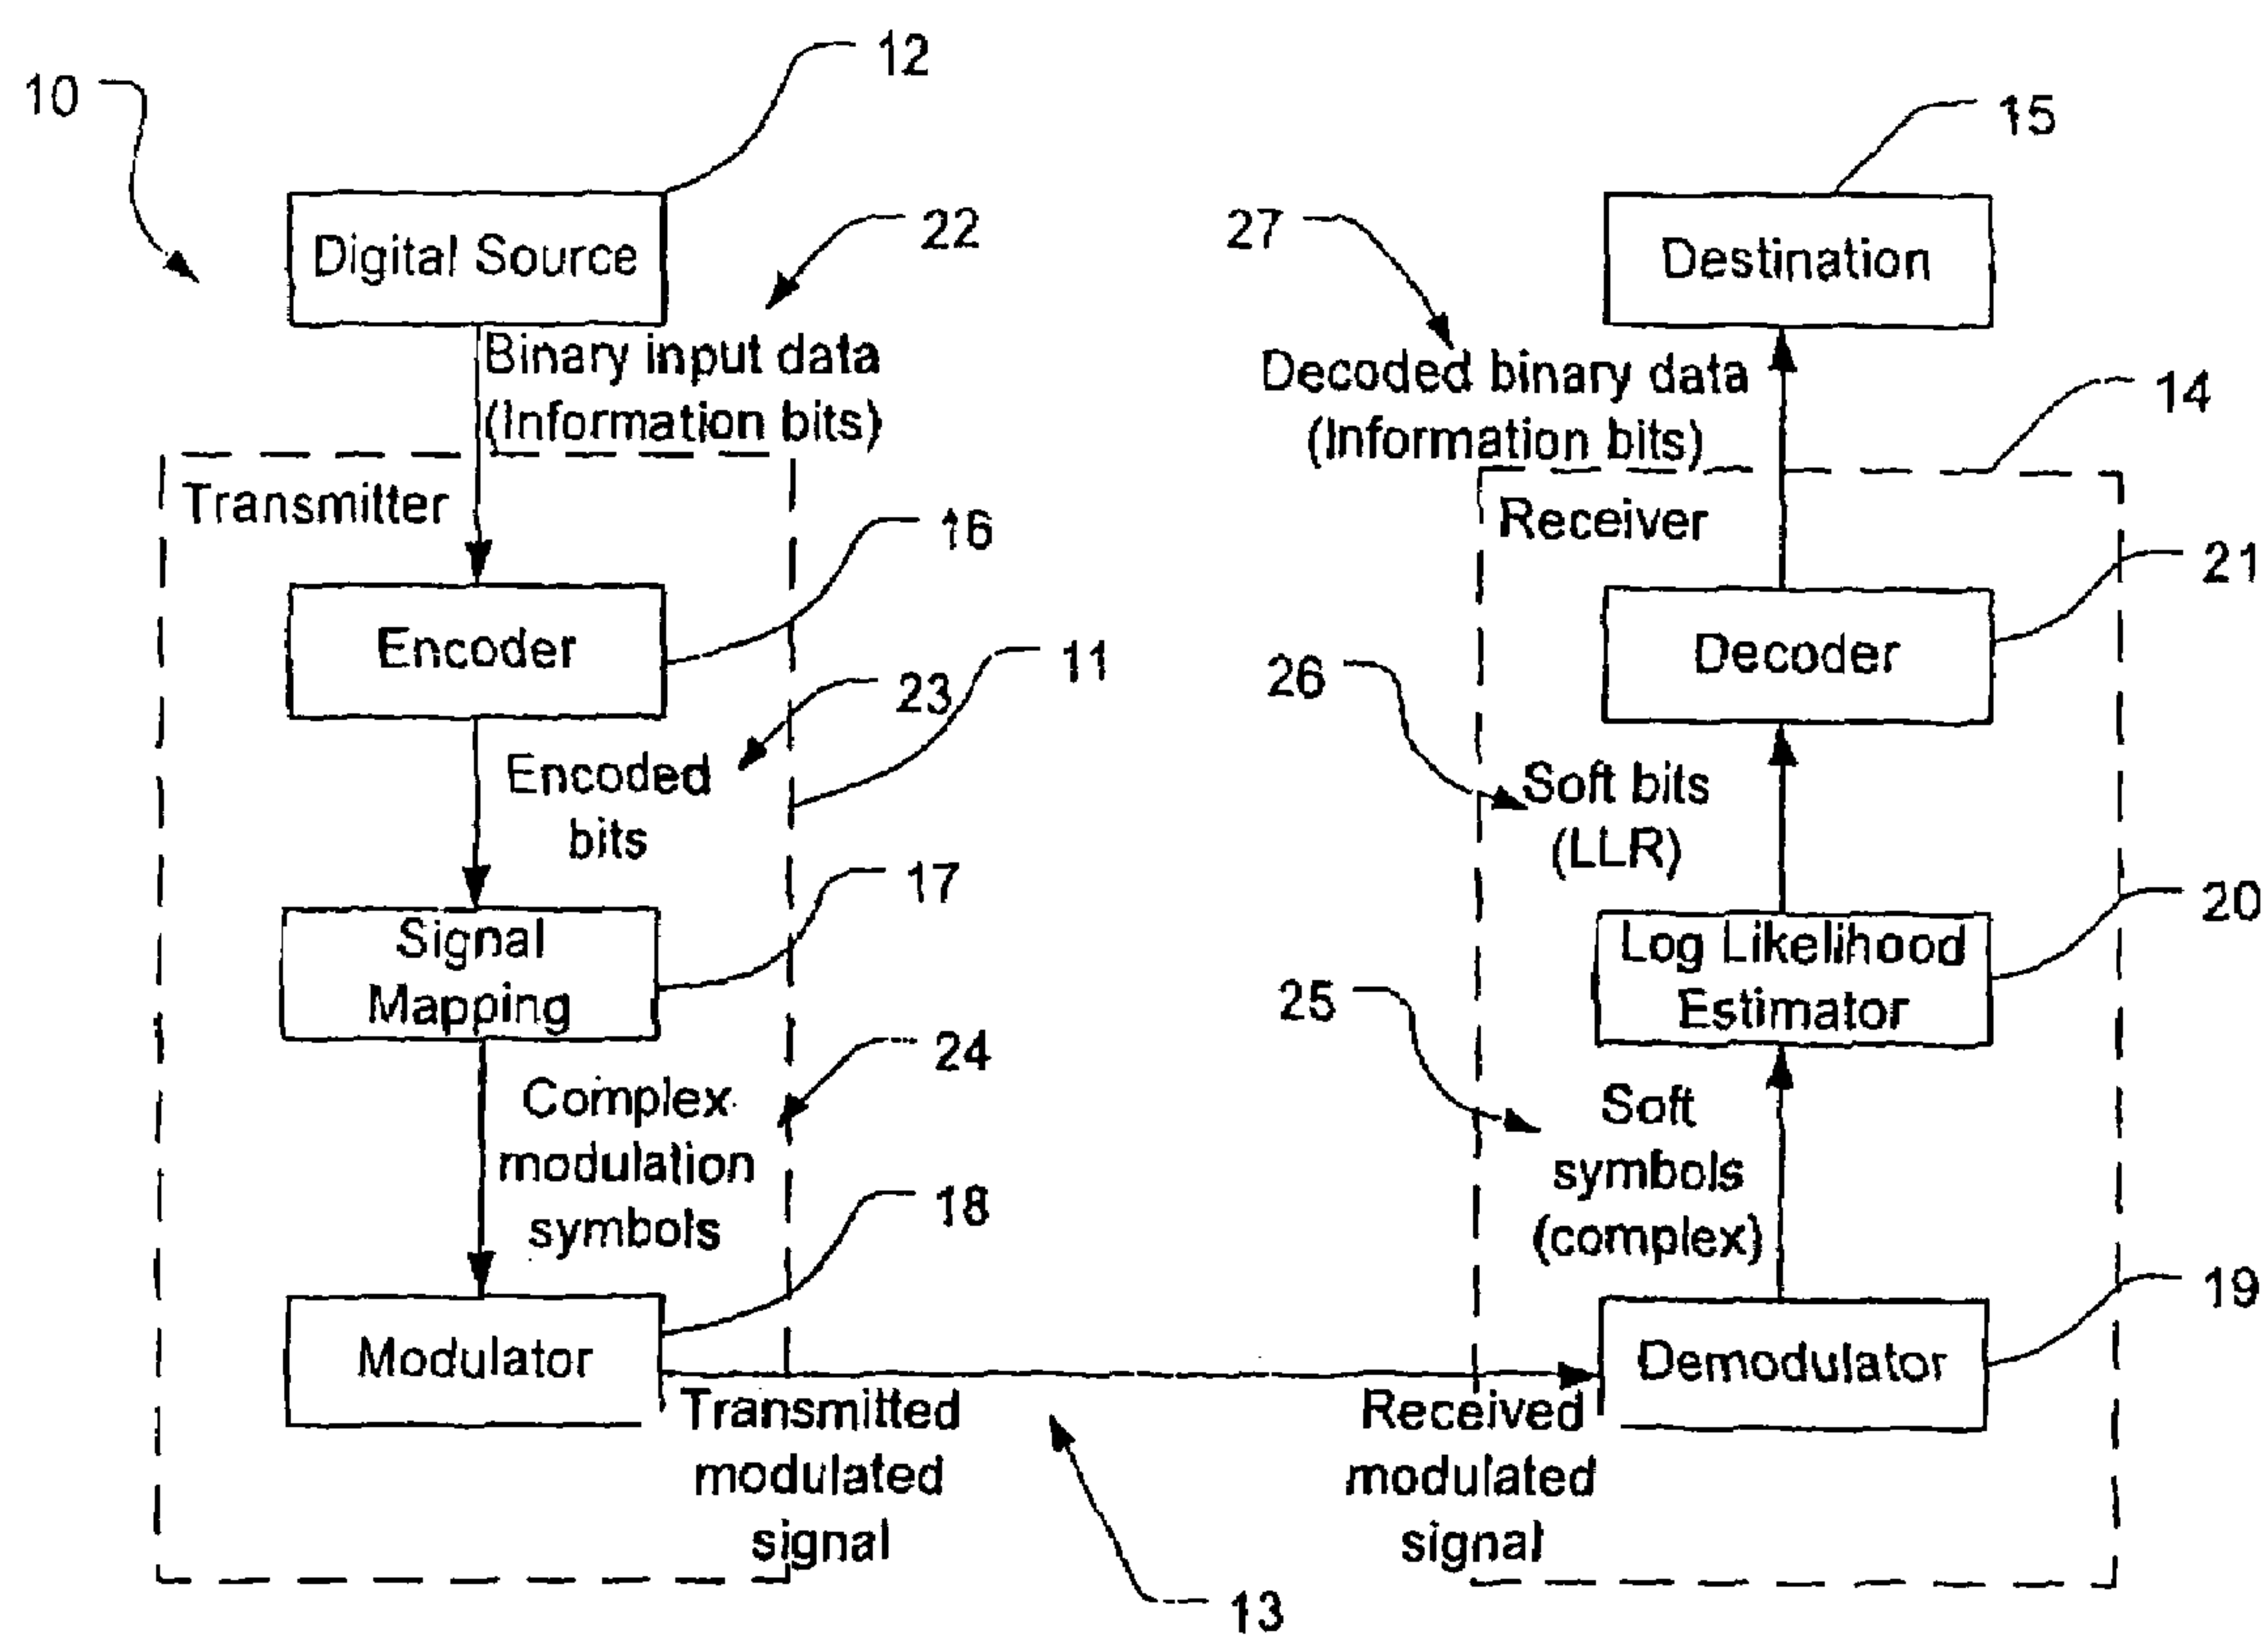 10
12
Digital Source
22
Binary input data
(Information bits)
Transmitter
16
Encoder
11
23
Encoded
bits
17
Signal
Mapping
24
Complex
modulation
symbols
18
Modulator
Transmitted
modulated
signal
13
15
Destination
27
Decoded binary data
(Information bits)
14
Receiver
21
Decoder
26
Soft bits
(LLR)
20
Log Likelihood
Estimator
25
Soft
symbols
(complex)
19
Demodulator
Received
modulated
signal